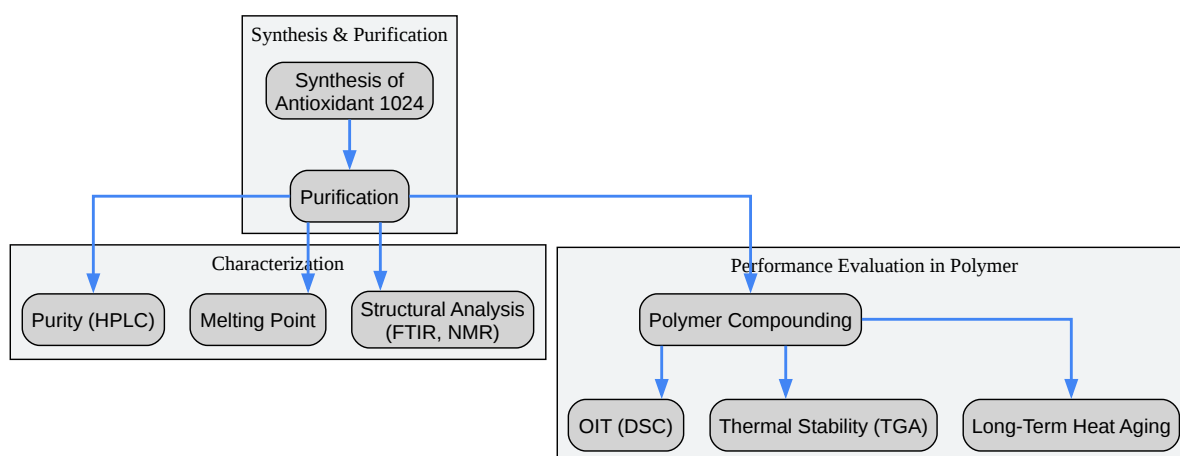 Synthesis & Purification
Synthesis of
Antioxidant 1024
Purification
Characterization
Purity (HPLC)
Melting Point
Structural Analysis
(FTIR, NMR)
Performance Evaluation in Polymer
Polymer Compounding
OIT (DSC)
Thermal Stability (TGA)
Long-Term Heat Aging